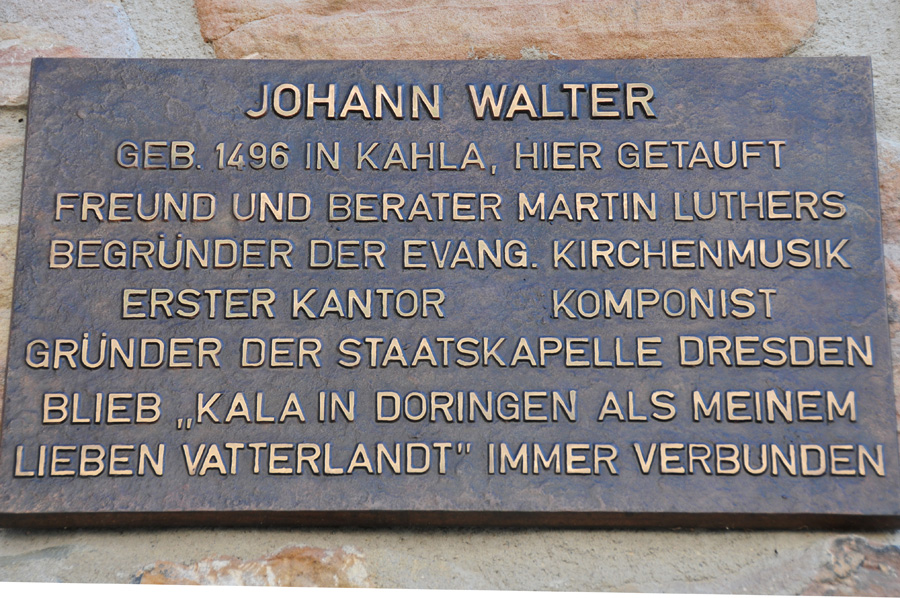 JOHANN WALTER
GEB. 1496 IN KAHLA, HIER GETAUFT
FREUND UND BERATER MARTIN LUTHERS
BEGRÜNDER DER EVANG. KIRCHENMUSIK
ERSTER KANTOR KOMPONIST
GRÜNDER DER STAATSKAPELLE DRESDEN
BLIEB „KALA IN DORINGEN ALS MEINEM
LIEBEN VATTERLANDT” IMMER VERBUNDEN